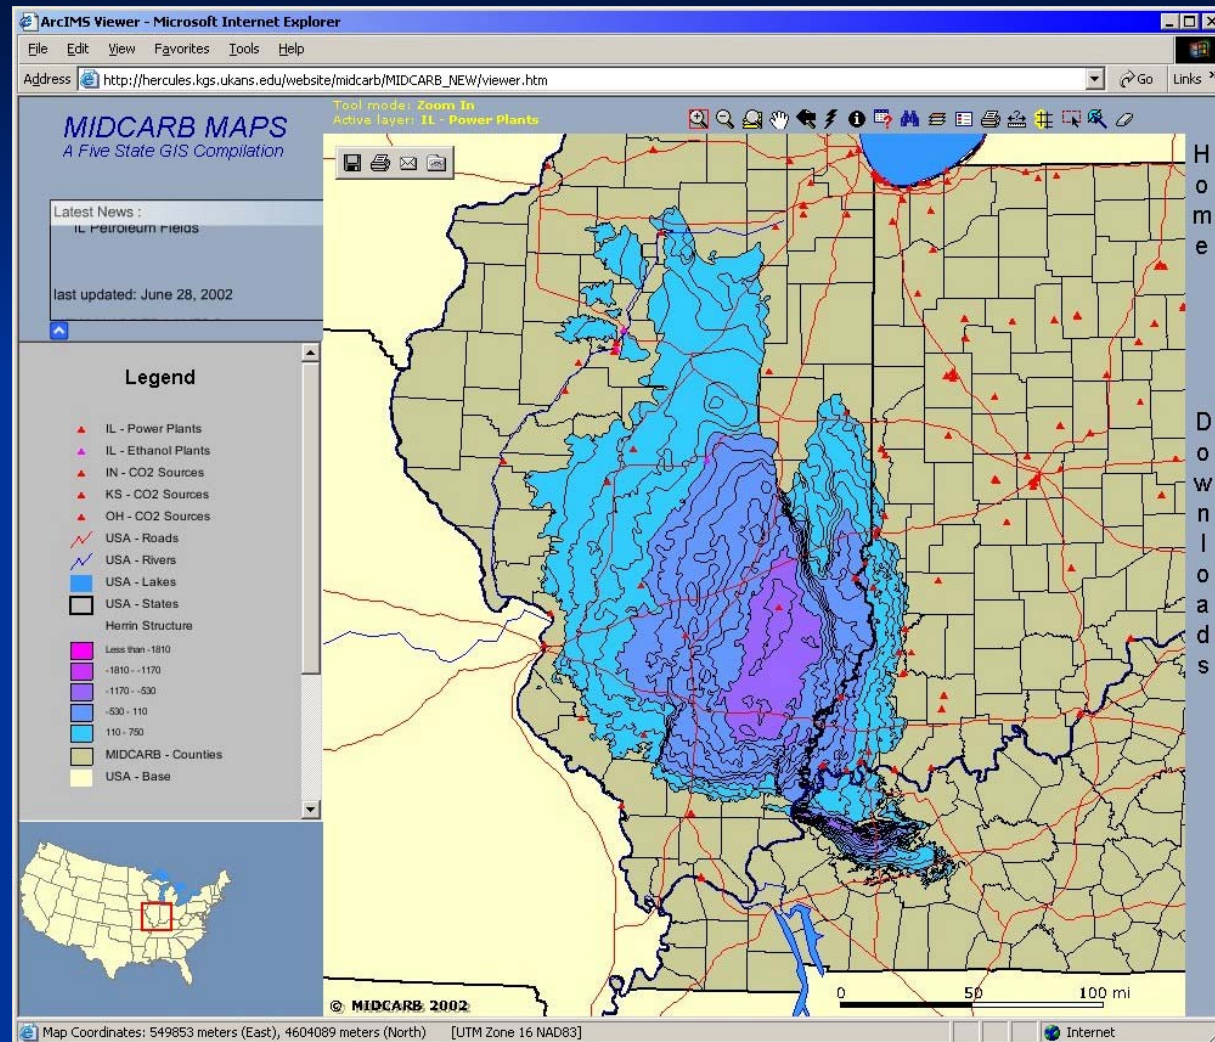 ArcIMS Viewer - Microsoft Internet Explorer
File Edit View Favorites Tools Help
Address http://hercules.kgs.ukans.edu/website/midcarb/MIDCARB_NEW/viewer.htm Go Links »
MIDCARB MAPS
A Five State GIS Compilation
Latest News :
IL Petroleum Fields
last updated: June 28, 2002
Tool mode: Zoom In
Active layer: IL - Power Plants
Legend
IL - Power Plants
IL - Ethanol Plants
IN - CO2 Sources
KS - CO2 Sources
OH - CO2 Sources
USA - Roads
USA - Rivers
USA - Lakes
USA - States
Herrin Structure
Less than -1810
-1810 - -1170
-1170 - -530
-530 - 110
110 - 750
MIDCARB - Counties
USA - Base
Home
Downloads
0 50 100 mi
© MIDCARB 2002
Map Coordinates: 549853 meters (East), 4604089 meters (North) [UTM Zone 16 NAD83] Internet